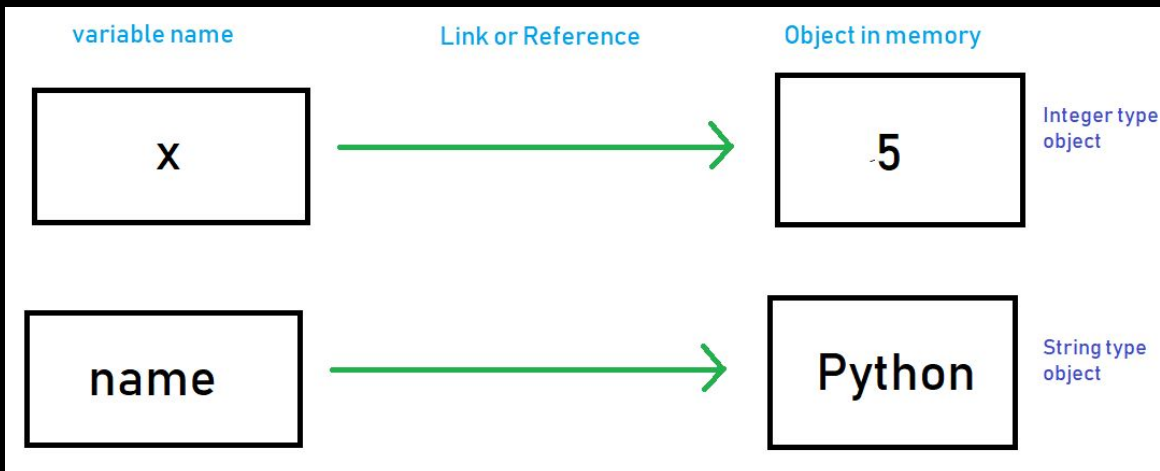 variable name
Link or Reference
Object in memory
x
5
Integer type
object
name
Python
String type
object